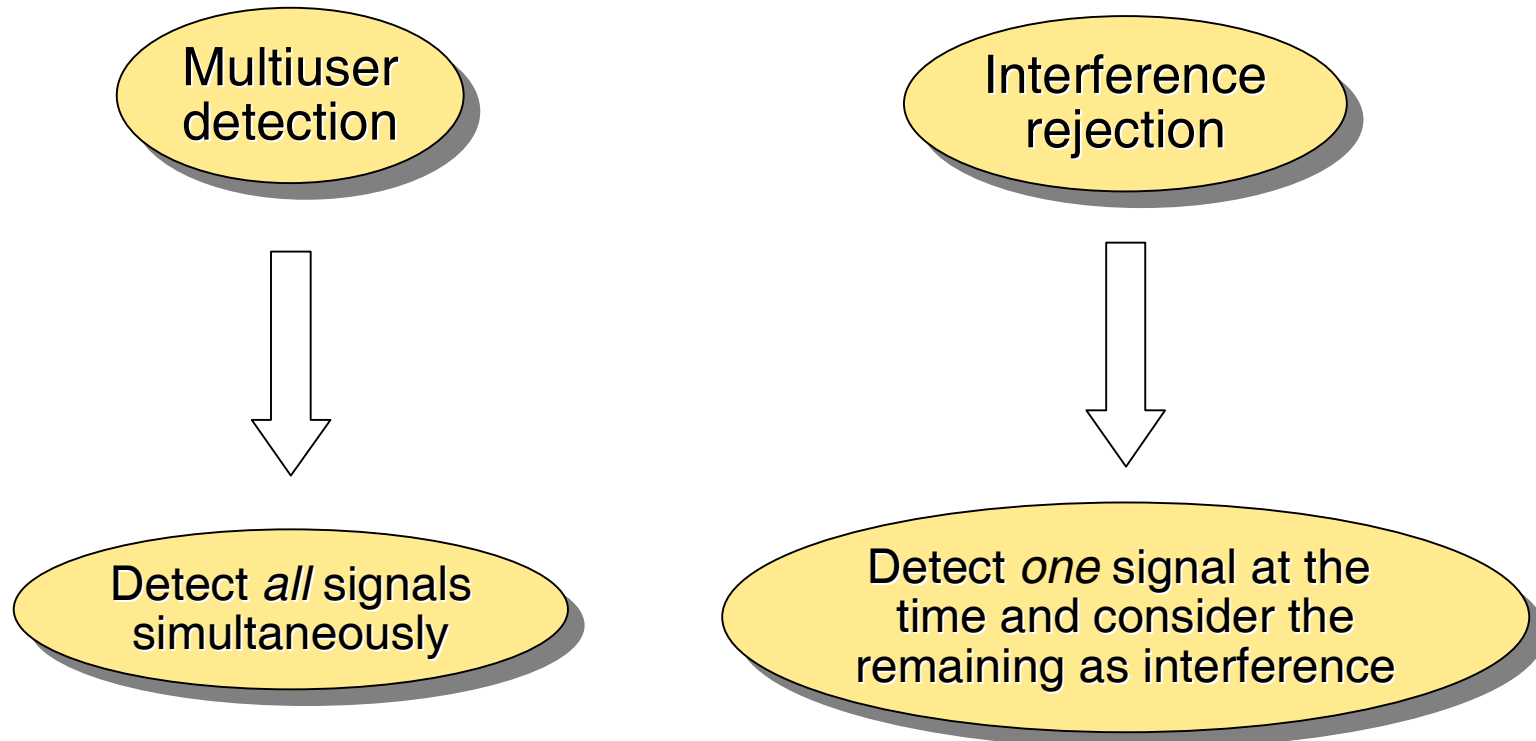 Multiuser
detection
Interference
rejection
Detect all signals
simultaneously
Detect one signal at the
time and consider the
remaining as interference